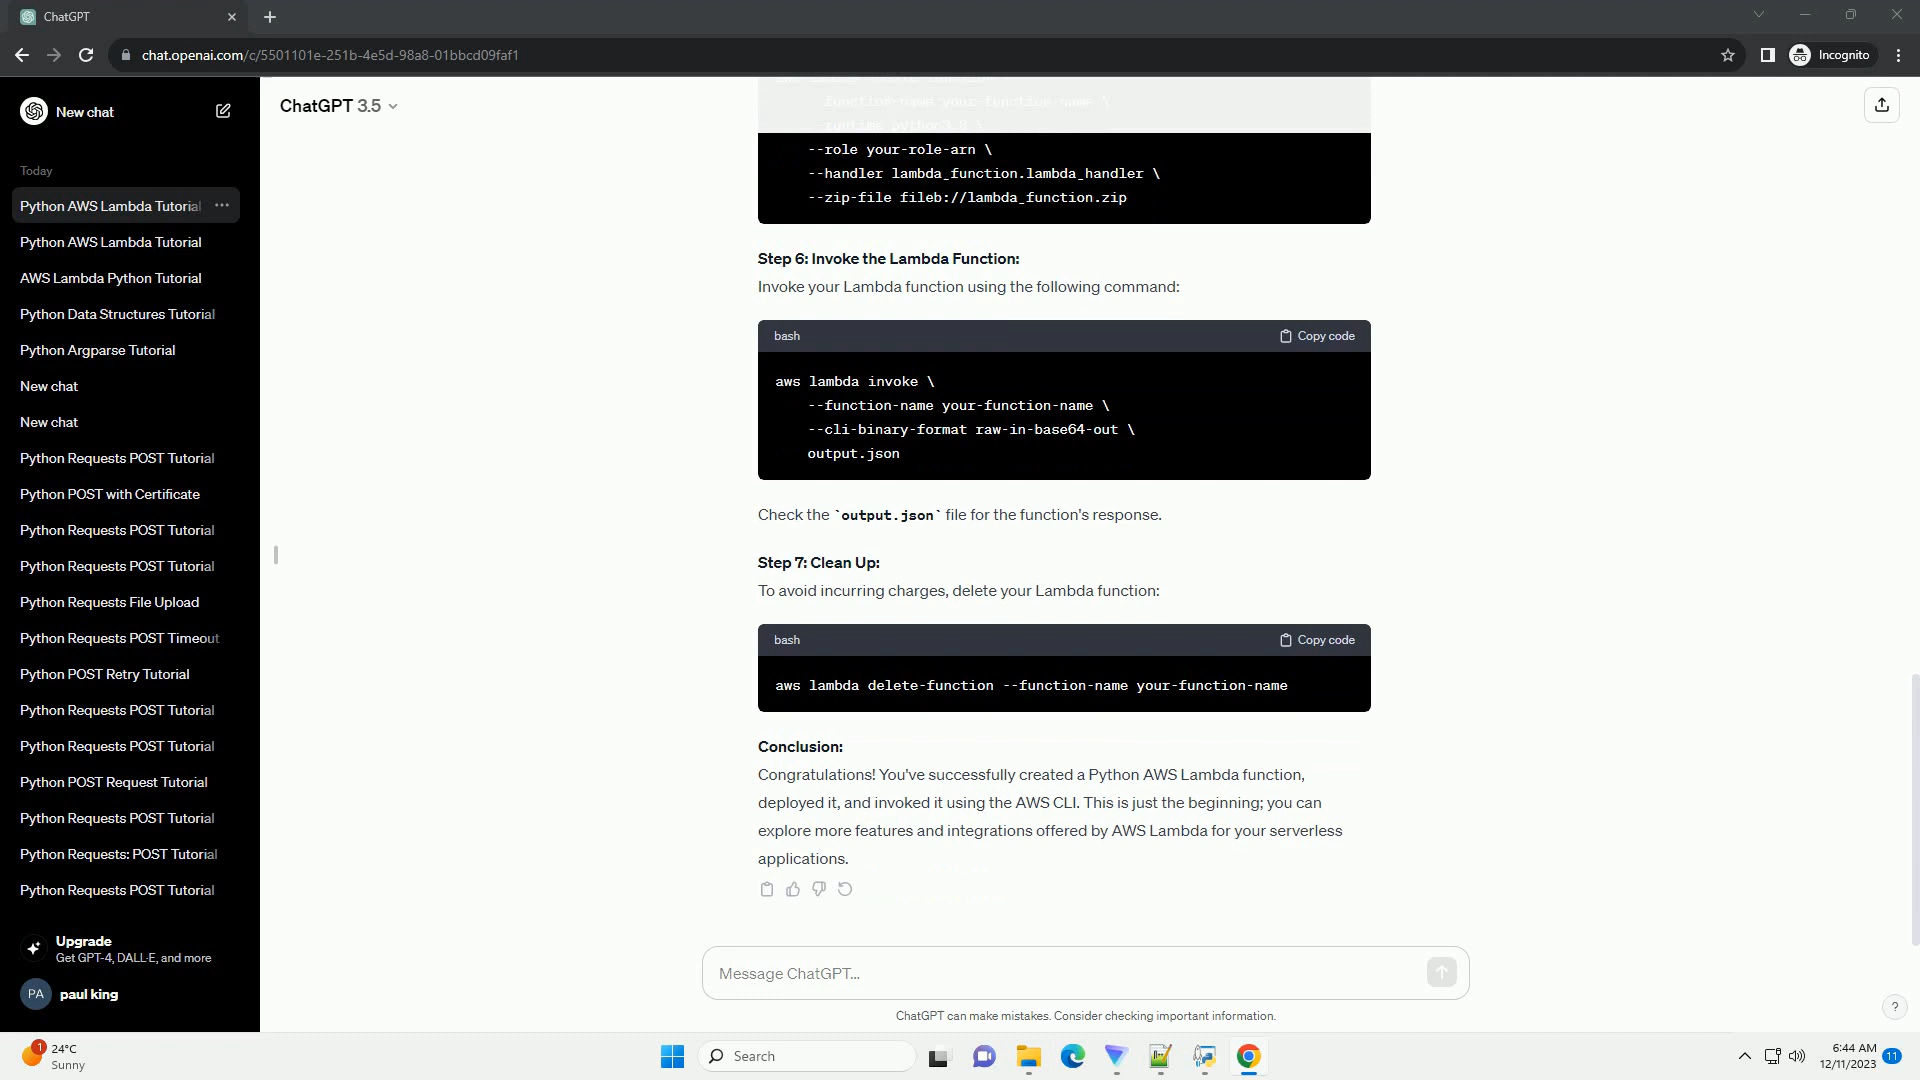 ChatGPT
chat.openai.com/c/5501101e-251b-4e5d-98a8-01bbcd09faf1
Incognito
New chat
Today
Python AWS Lambda Tutorial
Python AWS Lambda Tutorial
AWS Lambda Python Tutorial
Python Data Structures Tutorial
Python Argparse Tutorial
New chat
New chat
Python Requests POST Tutorial
Python POST with Certificate
Python Requests POST Tutorial
Python Requests POST Tutorial
Python Requests File Upload
Python Requests POST Timeout
Python POST Retry Tutorial
Python Requests POST Tutorial
Python Requests POST Tutorial
Python POST Request Tutorial
Python Requests POST Tutorial
Python Requests: POST Tutorial
Python Requests POST Tutorial
Upgrade
Get GPT-4, DALL·E, and more
PA
paul king
ChatGPT 3.5
function-name your-function-name \
runtime python3.8 \
--role your-role-arn \
--handler lambda_function.lambda_handler \
--zip-file fileb://lambda_function.zip
Step 6: Invoke the Lambda Function:
Invoke your Lambda function using the following command:
bash
Copy code
aws lambda invoke \
--function-name your-function-name \
--cli-binary-format raw-in-base64-out \
output.json
Check the `output.json` file for the function's response.
Step 7: Clean Up:
To avoid incurring charges, delete your Lambda function:
bash
Copy code
aws lambda delete-function --function-name your-function-name
Conclusion:
Congratulations! You've successfully created a Python AWS Lambda function,
deployed it, and invoked it using the AWS CLI. This is just the beginning; you can
explore more features and integrations offered by AWS Lambda for your serverless
applications.
Message ChatGPT...
ChatGPT can make mistakes. Consider checking important information.
?
1
24°C
Sunny
Search
6:44 AM
12/11/2023
11